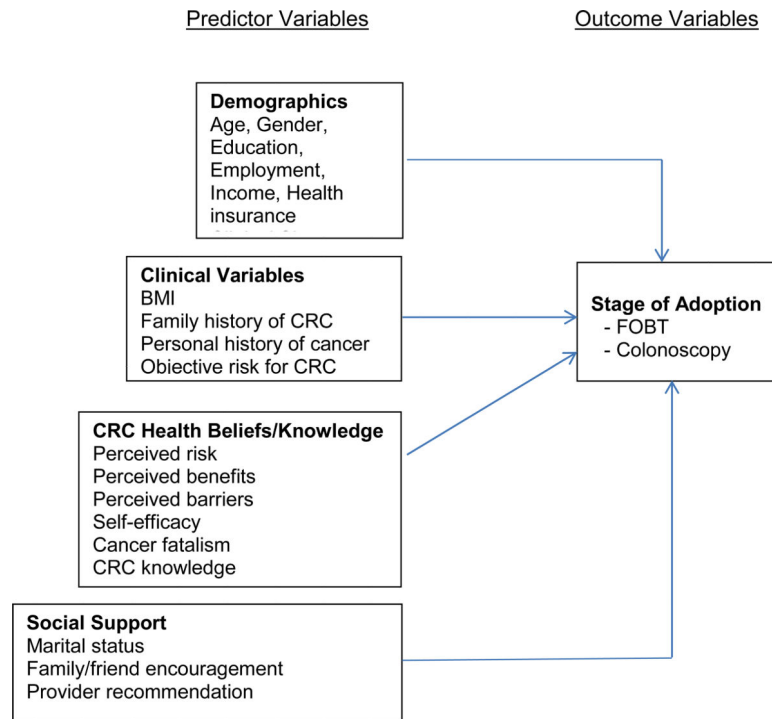 Predictor Variables
Outcome Variables
Demographics
Age, Gender,
Education,
Employment,
Income, Health
insurance
Clinical Variables
BMI
Family history of CRC
Personal history of cancer
Objective risk for CRC
Stage of Adoption
- FOBT
- Colonoscopy
CRC Health Beliefs/Knowledge
Perceived risk
Perceived benefits
Perceived barriers
Self-efficacy
Cancer fatalism
CRC knowledge
Social Support
Marital status
Family/friend encouragement
Provider recommendation